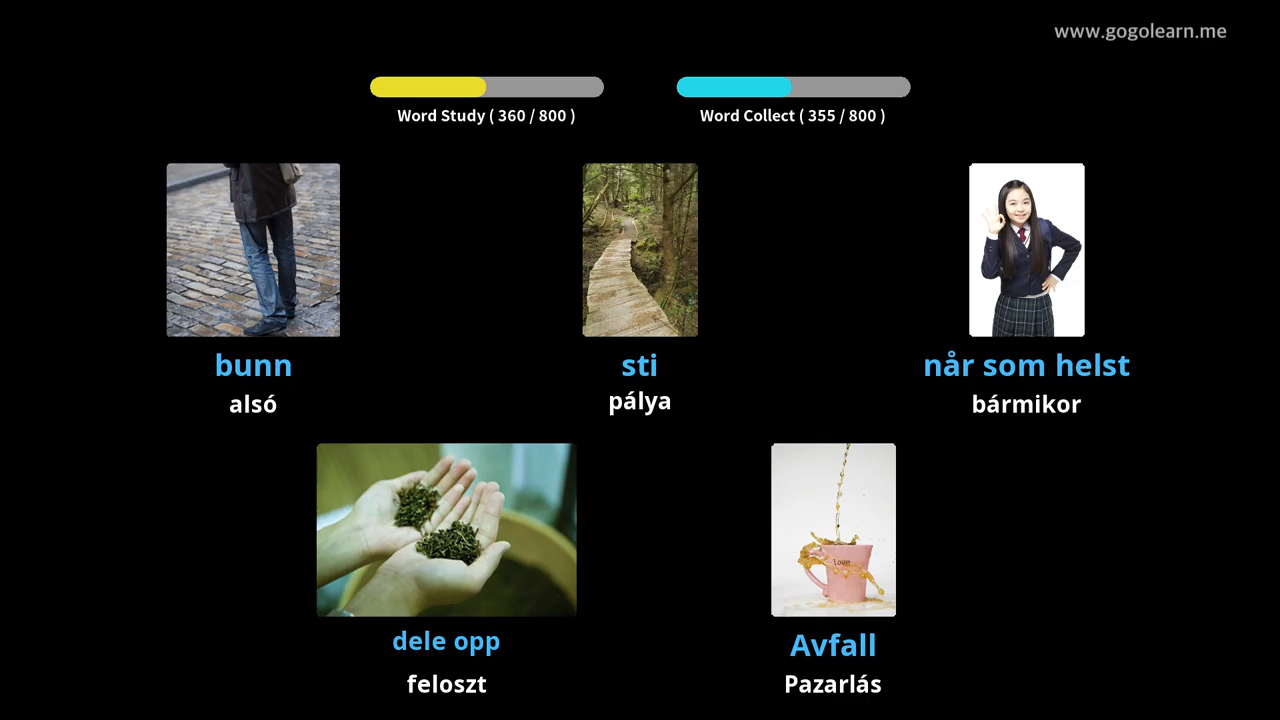 www.gogolearn.me
Word Study ( 360 / 800 )
Word Collect ( 355 / 800 )
bunn
alsó
sti
pálya
når som helst
bármikor
dele opp
feloszt
love
Avfall
Pazarlás